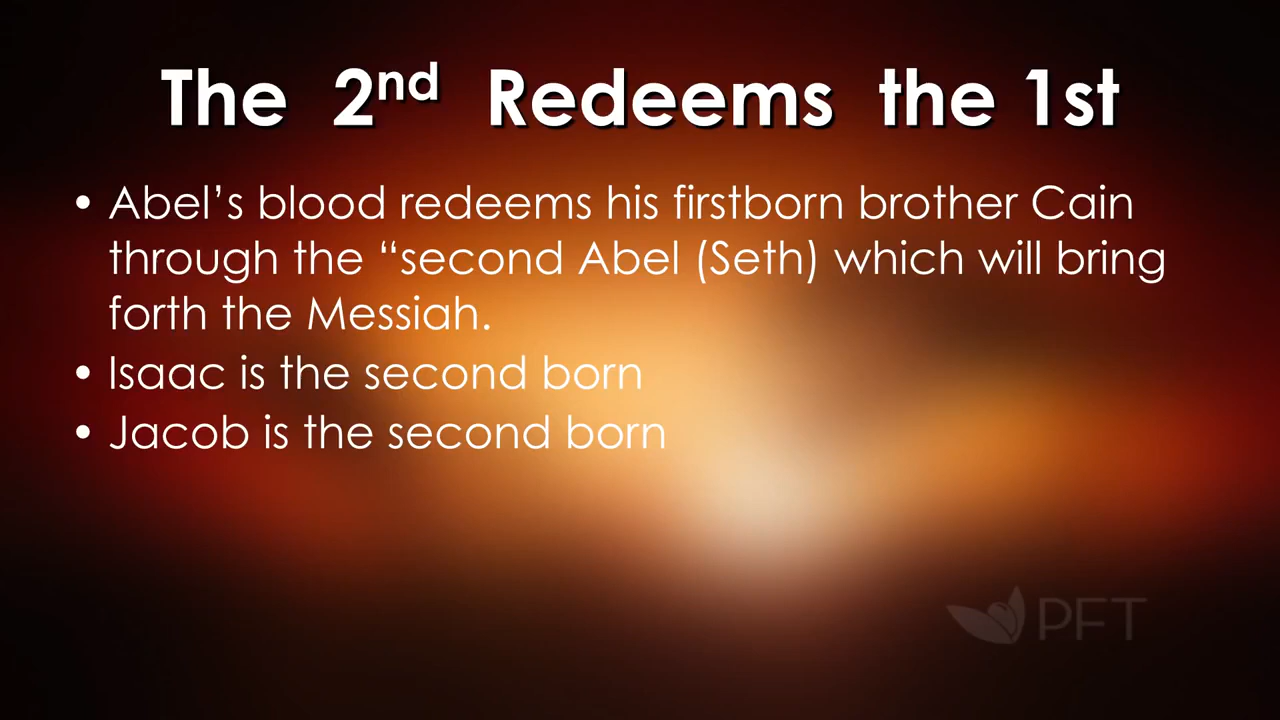 The 2nd Redeems the 1st
• Abel’s blood redeems his firstborn brother Cain
through the “second Abel (Seth) which will bring
forth the Messiah.
• Isaac is the second born
• Jacob is the second born
PFT